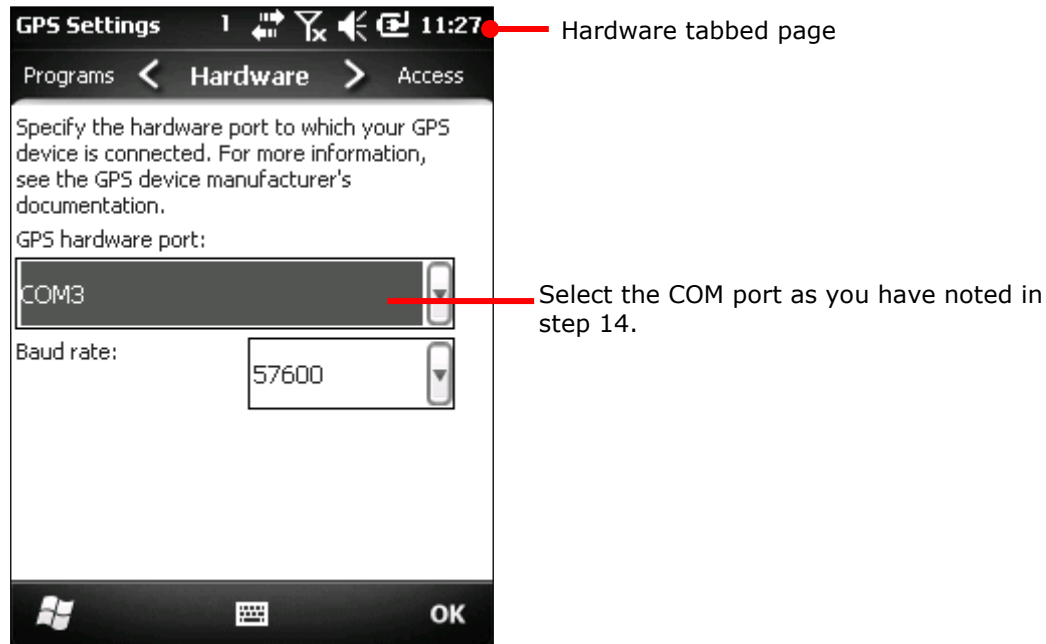 GPS Settings 1 11:27
Hardware tabbed page
Programs < Hardware > Access
Specify the hardware port to which your GPS
device is connected. For more information,
see the GPS device manufacturer's
documentation.
GPS hardware port:
COM3
Select the COM port as you have noted in
step 14.
Baud rate:
57600
OK